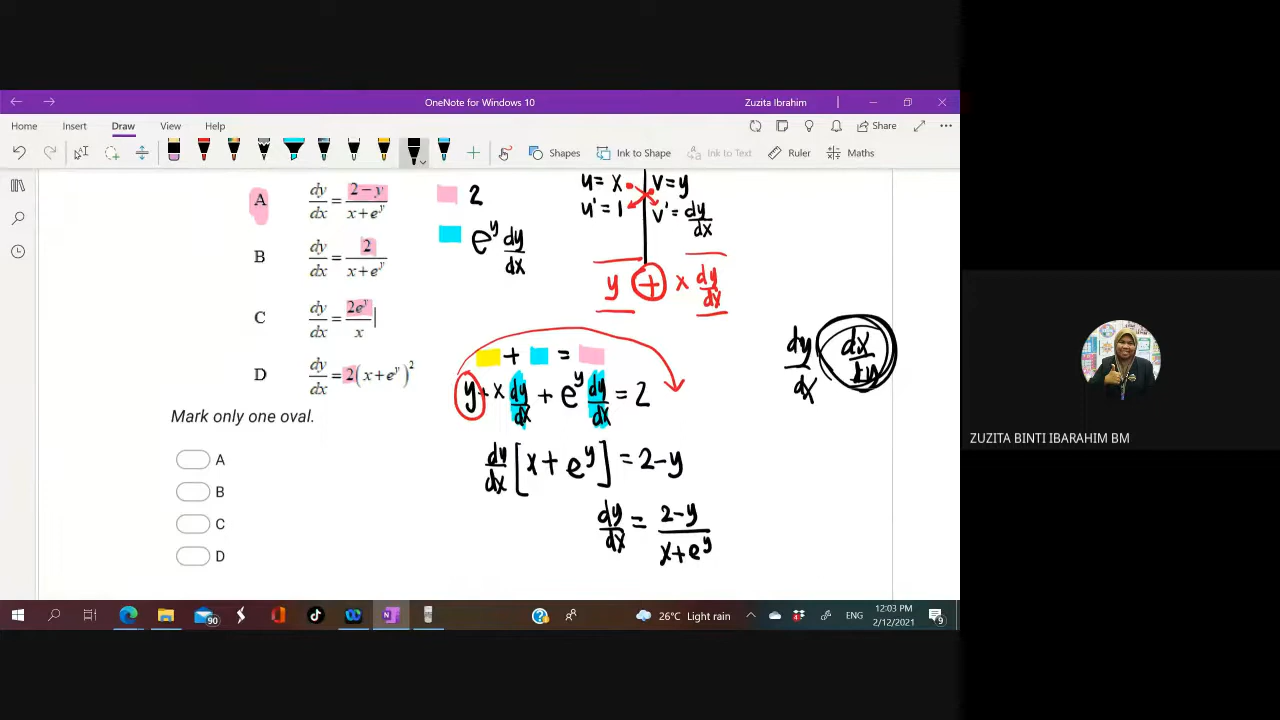 OneNote for Windows 10
Zuzita Ibrahim
Home Insert Draw View Help
Share
Shapes Ink to Shape Ink to Text Ruler Maths
A dy/dx = (2-y)/(x+e^y)
B dy/dx = 2/(x+e^y)
C dy/dx = 2e^y/x
D dy/dx = 2(x+e^y)^2
Mark only one oval.
A
B
C
D
2
e^y dy/dx
u = x v = y
u' = 1 v' = dy/dx
y + x dy/dx
+ =
y + x dy/dx + e^y dy/dx = 2
dy/dx [x + e^y] = 2-y
dy/dx = (2-y)/(x+e^y)
dy/dx dx/dy
ZUZITA BINTI IBARAHIM BM
90
26°C Light rain
ENG
12:03 PM
2/12/2021
9